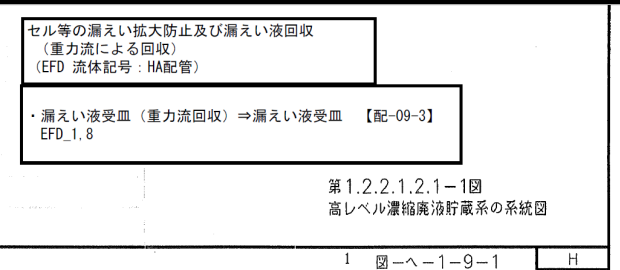 セル等の漏えい拡大防止及び漏えい液回収
（重力流による回収）
（EFD 流体記号：HA配管）
・漏えい液受皿（重力流回収）⇒漏えい液受皿 【配-09-3】
EFD_1,8
第1.2.2.1.2.1－1図
高レベル濃縮廃液貯蔵系の系統図
1 図－ヘ－1－9－1 H